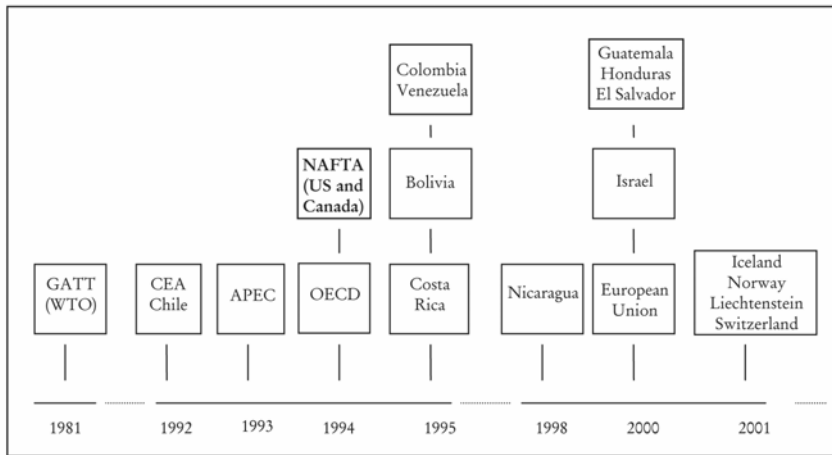 Colombia
Venezuela
Guatemala
Honduras
El Salvador
NAFTA
(US and
Canada)
Bolivia
Israel
GATT
(WTO)
CEA
Chile
APEC
OECD
Costa
Rica
Nicaragua
European
Union
Iceland
Norway
Liechtenstein
Switzerland
1981
1992
1993
1994
1995
1998
2000
2001